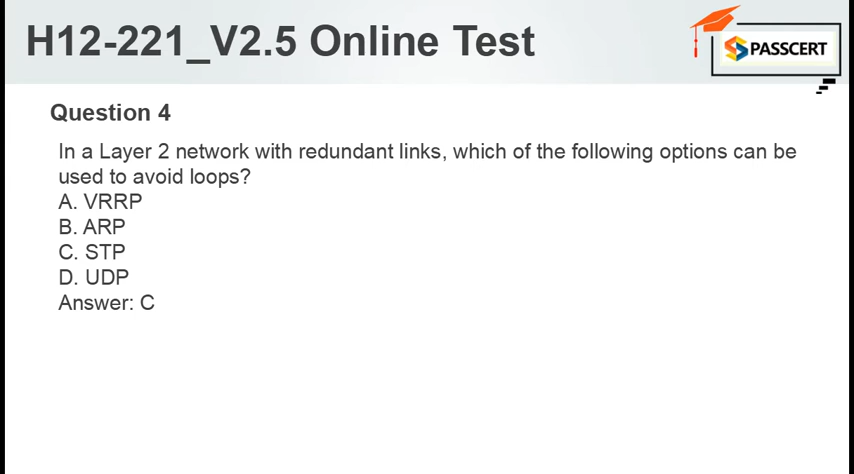 H12-221_V2.5 Online Test
PASSCERT
Question 4
In a Layer 2 network with redundant links, which of the following options can be
used to avoid loops?
A. VRRP
B. ARP
C. STP
D. UDP
Answer: C